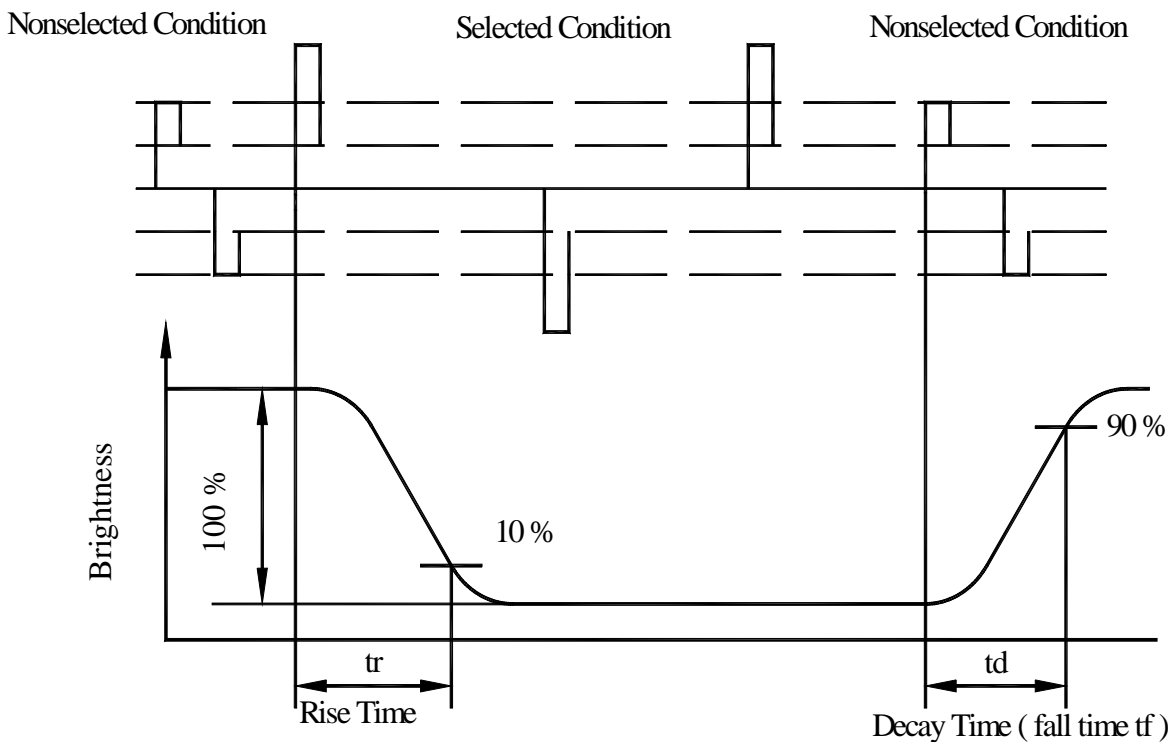 Nonselected Condition
Selected Condition
Nonselected Condition
90 %
Brightness
100 %
10 %
tr
td
Rise Time
Decay Time ( fall time tf )